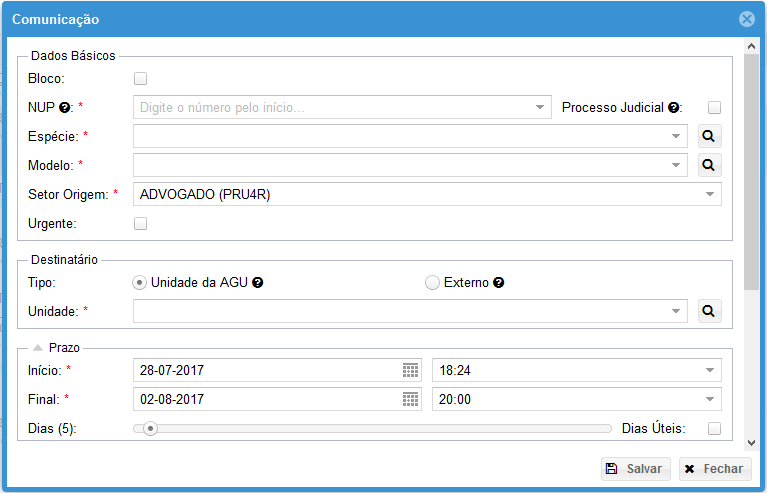 Comunicação
Dados Básicos
Bloco:
NUP ?: * Digite o número pelo início... Processo Judicial ?:
Espécie: *
Modelo: *
Setor Origem: * ADVOGADO (PRU4R)
Urgente:
Destinatário
Tipo: Unidade da AGU ? Externo ?
Unidade: *
Prazo
Início: * 28-07-2017 18:24
Final: * 02-08-2017 20:00
Dias (5): Dias Úteis:
Salvar Fechar